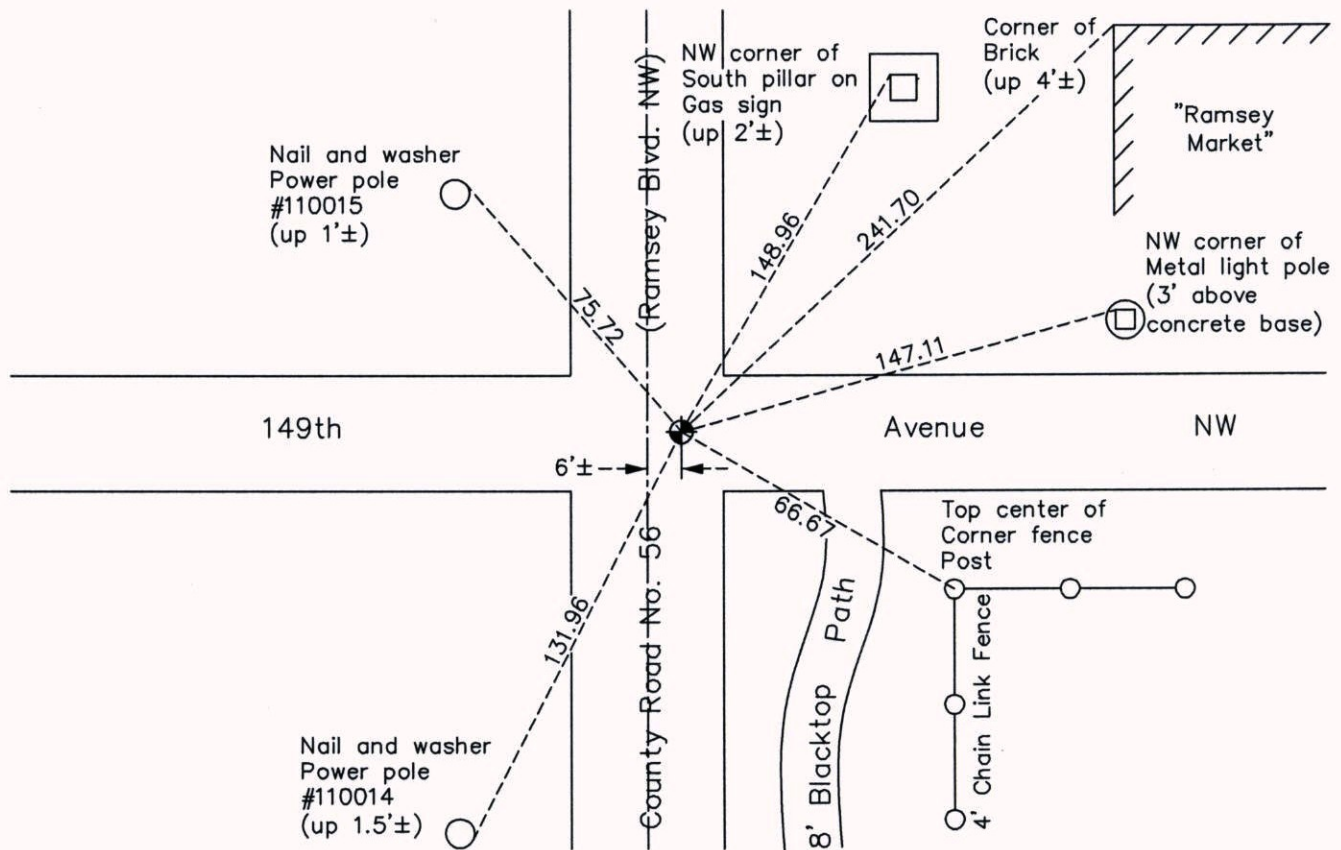 Corner of
Brick
(up 4'±)
NW corner of
South pillar on
Gas sign
(up 2'±)
"Ramsey
Market"
Nail and washer
Power pole
#110015
(up 1'±)
(Ramsey Blvd. NW)
148.96
241.70
75.72
NW corner of
Metal light pole
(3' above
concrete base)
147.11
149th
Avenue
NW
6'±
66.67
Top center of
Corner fence
Post
131.96
County Road No. 56
8' Blacktop Path
4' Chain Link Fence
Nail and washer
Power pole
#110014
(up 1.5'±)